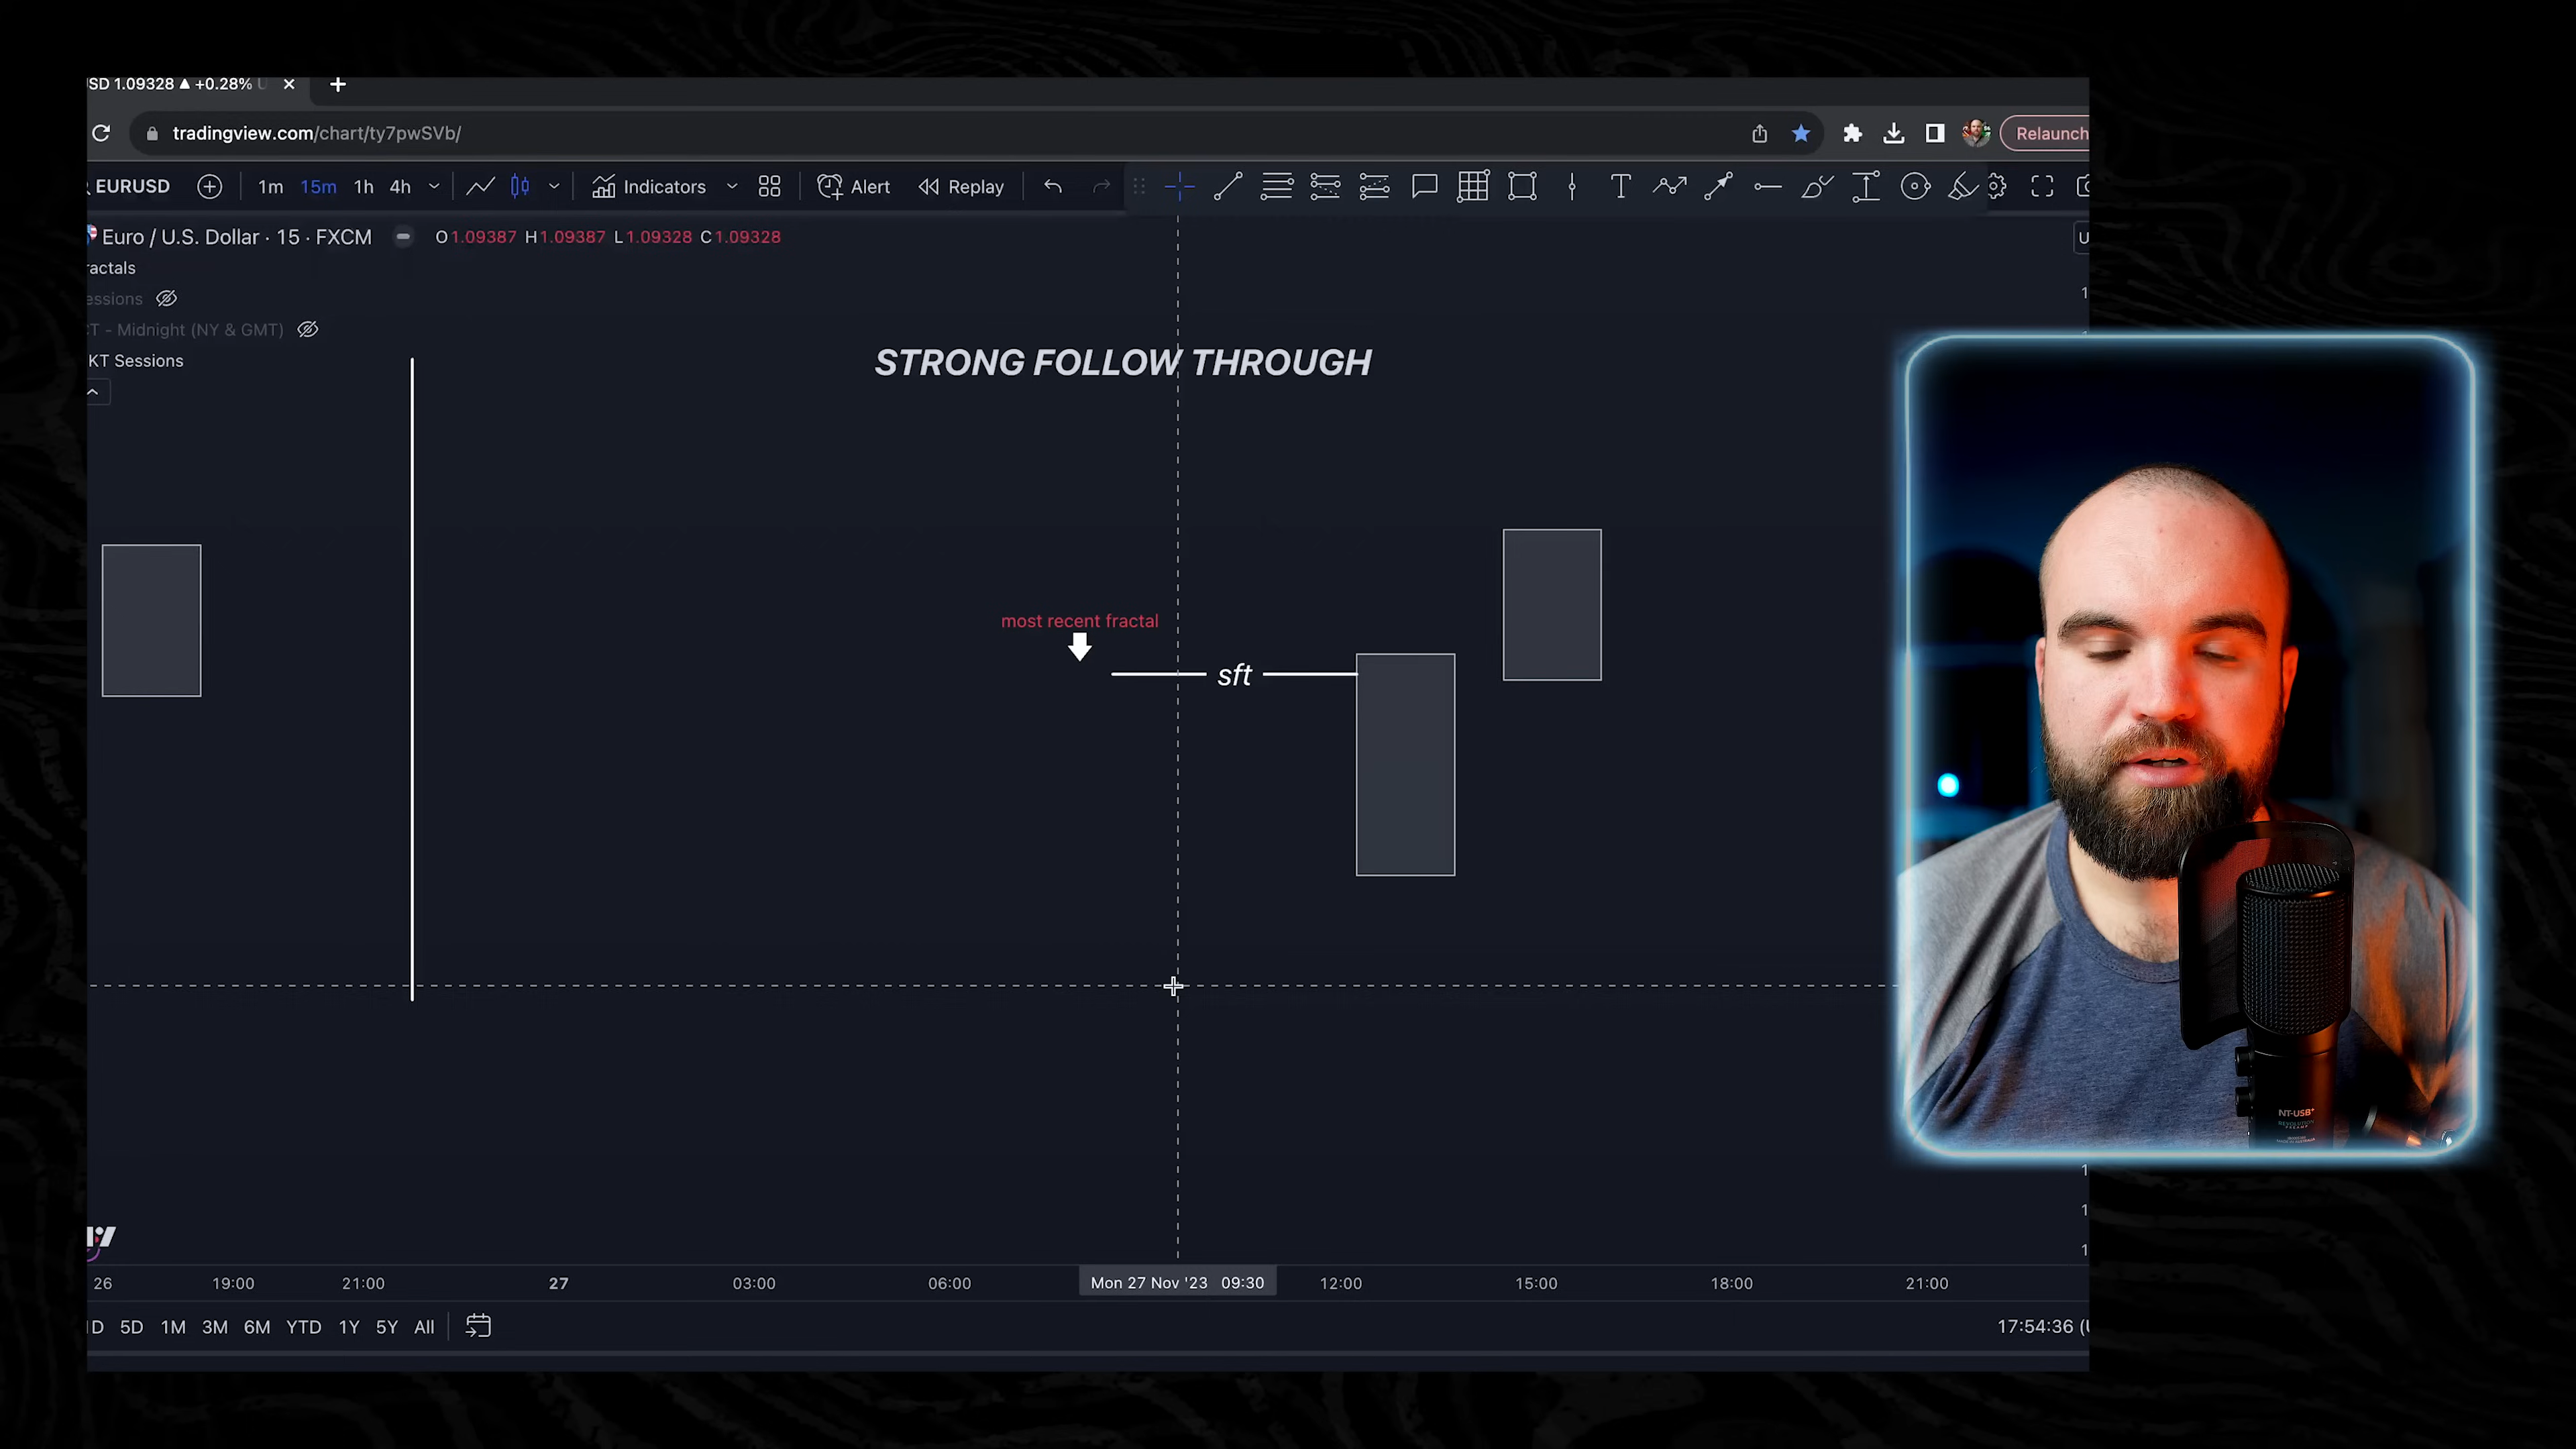 SD 1.09328 ▲ +0.28% U
tradingview.com/chart/ty7pwSVb/
Relaunch
EURUSD 1m 15m 1h 4h Indicators Alert Replay
Euro / U.S. Dollar · 15 · FXCM O1.09387 H1.09387 L1.09328 C1.09328
ractals
essions
CT - Midnight (NY & GMT)
KT Sessions
STRONG FOLLOW THROUGH
most recent fractal
sft
NT-USB+
26 19:00 21:00 27 03:00 06:00 Mon 27 Nov '23 09:30 12:00 15:00 18:00 21:00
D 5D 1M 3M 6M YTD 1Y 5Y All
17:54:36 (U